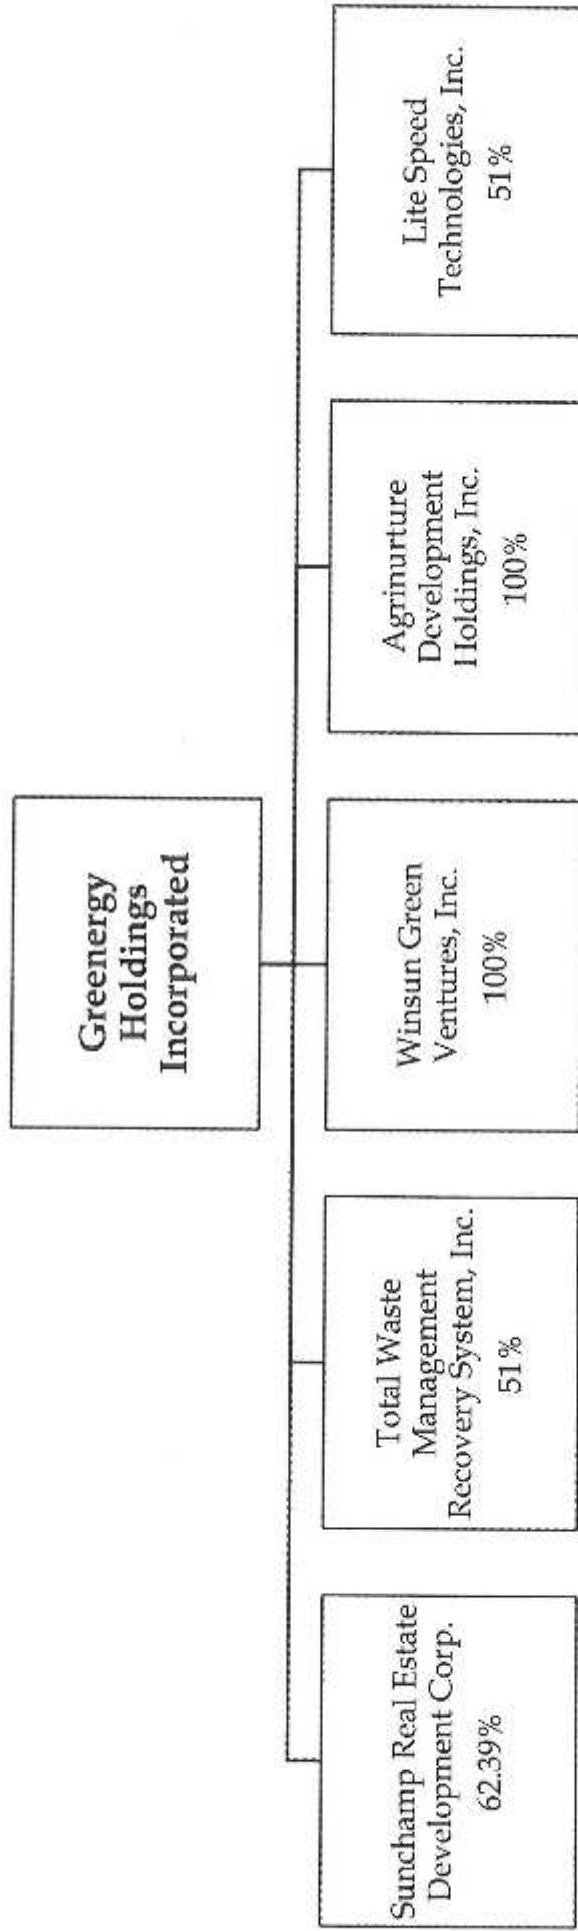 Greenergy
Holdings
Incorporated
Sunchamp Real Estate
Development Corp.
62.39%
Total Waste
Management
Recovery System, Inc.
51%
Winsun Green
Ventures, Inc.
100%
Agrinurture
Development
Holdings, Inc.
100%
Lite Speed
Technologies, Inc.
51%